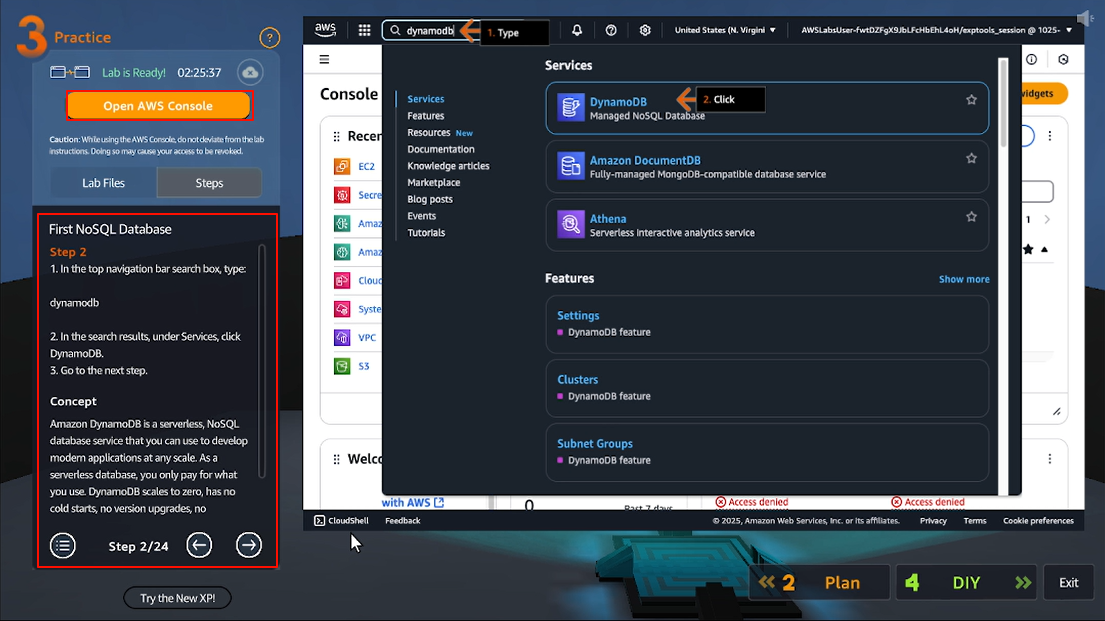 3 Practice
?
Lab is Ready! 02:25:37
Open AWS Console
Caution: While using the AWS Console, do not deviate from the lab
instructions. Doing so may cause your access to be revoked.
Lab Files
Steps
First NoSQL Database
Step 2
1. In the top navigation bar search box, type:
dynamodb
2. In the search results, under Services, click
DynamoDB.
3. Go to the next step.
Concept
Amazon DynamoDB is a serverless, NoSQL
database service that you can use to develop
modern applications at any scale. As a
serverless database, you only pay for what
you use. DynamoDB scales to zero, has no
cold starts, no version upgrades, no
Step 2/24
Try the New XP!
aws
dynamodb
1. Type
United States (N. Virgini
AWSLabsUser-fwtDZFgX9JbLFcHbEhL4oH/exptools_session @ 1025-
Console
widgets
Recen
EC2
Secre
Amaz
Amaz
Cloud
Syste
VPC
S3
1
Welco
with AWS
0
Past 7 days
Access denied
Access denied
Services
Features
Resources New
Documentation
Knowledge articles
Marketplace
Blog posts
Events
Tutorials
Services
DynamoDB
2. Click
Managed NoSQL Database
Amazon DocumentDB
Fully-managed MongoDB-compatible database service
Athena
Serverless interactive analytics service
Features
Show more
Settings
DynamoDB feature
Clusters
DynamoDB feature
Subnet Groups
DynamoDB feature
CloudShell
Feedback
© 2025, Amazon Web Services, Inc. or its affiliates.
Privacy
Terms
Cookie preferences
2 Plan
4 DIY
Exit